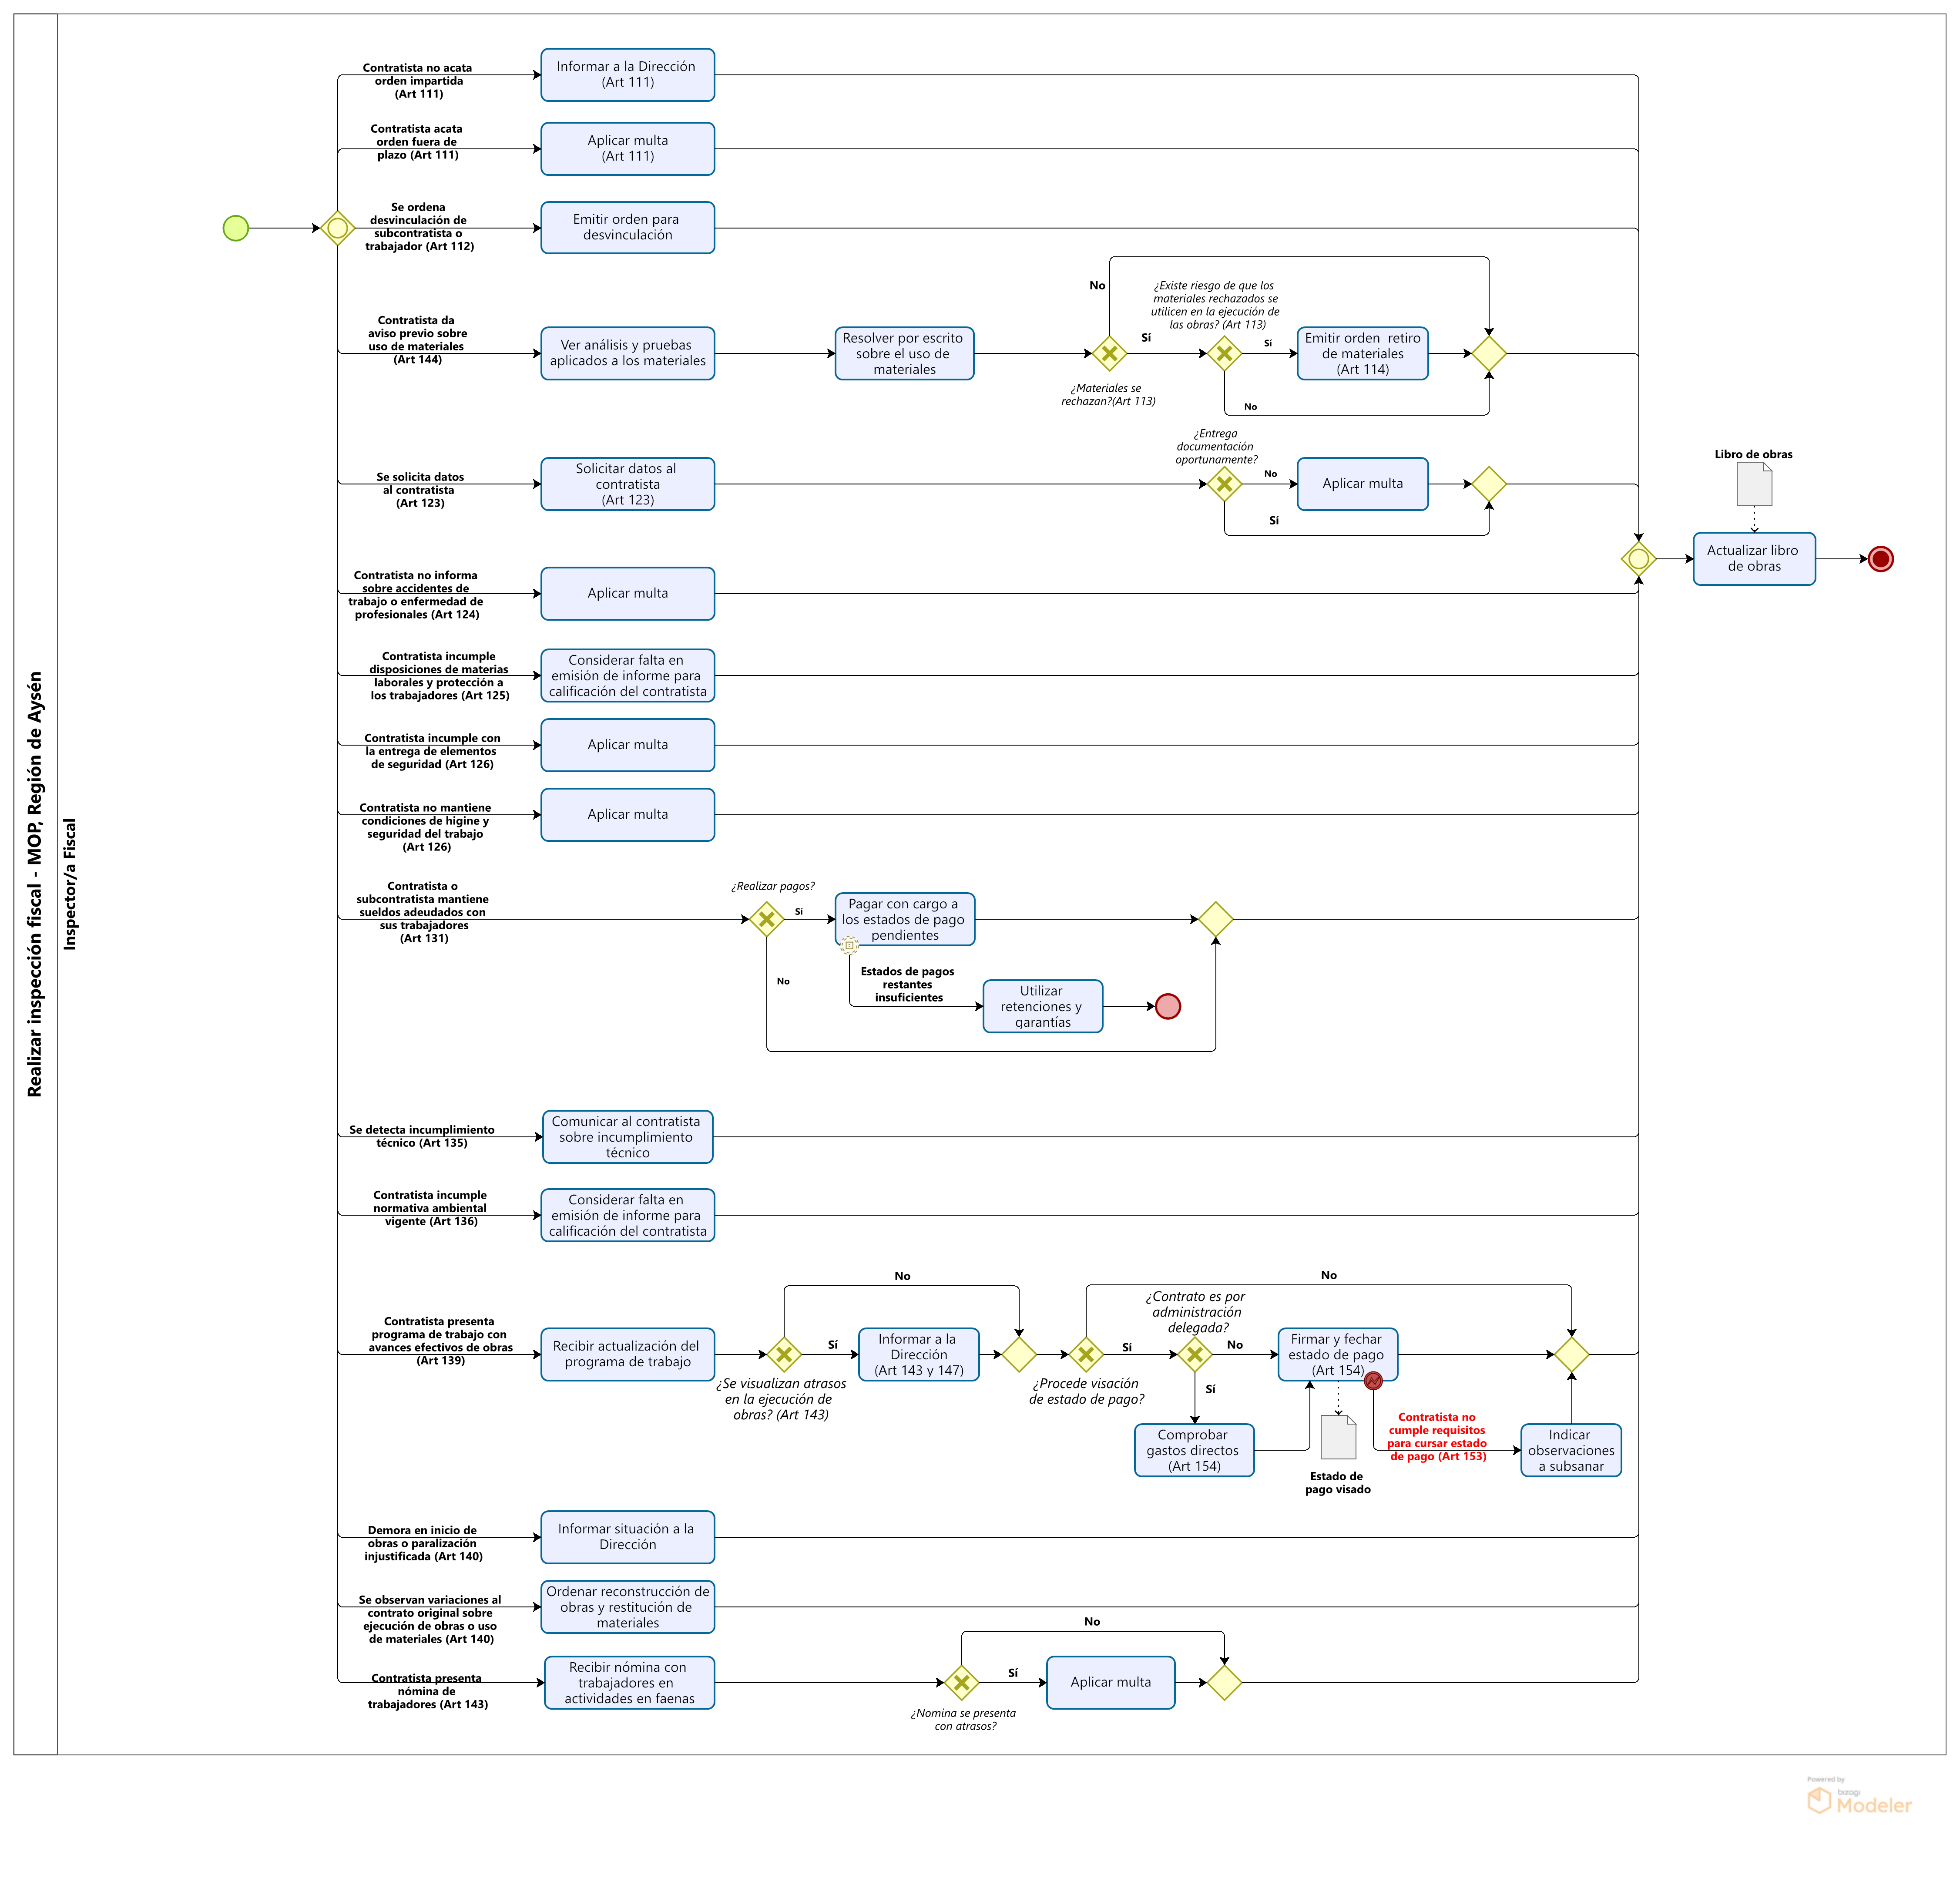 Realizar inspección fiscal - MOP, Región de Aysén
Inspector/a Fiscal
Contratista no acata
orden impartida
(Art 111)
Informar a la Dirección
(Art 111)
Contratista acata
orden fuera de
plazo (Art 111)
Aplicar multa
(Art 111)
Se ordena
desvinculación de
subcontratista o
trabajador (Art 112)
Emitir orden para
desvinculación
Contratista da
aviso previo sobre
uso de materiales
(Art 144)
Ver análisis y pruebas
aplicados a los materiales
Resolver por escrito
sobre el uso de
materiales
No
Sí
¿Materiales se
rechazan?(Art 113)
¿Existe riesgo de que los
materiales rechazados se
utilicen en la ejecución de
las obras? (Art 113)
Sí
No
Emitir orden  retiro
de materiales
(Art 114)
Se solicita datos
al contratista
(Art 123)
Solicitar datos al
contratista
(Art 123)
¿Entrega
documentación
oportunamente?
No
Sí
Aplicar multa
Libro de obras
Actualizar libro
de obras
Contratista no informa
sobre accidentes de
trabajo o enfermedad de
profesionales (Art 124)
Aplicar multa
Contratista incumple
disposiciones de materias
laborales y protección a
los trabajadores (Art 125)
Considerar falta en
emisión de informe para
calificación del contratista
Contratista incumple con
la entrega de elementos
de seguridad (Art 126)
Aplicar multa
Contratista no mantiene
condiciones de higine y
seguridad del trabajo
(Art 126)
Aplicar multa
Contratista o
subcontratista mantiene
sueldos adeudados con
sus trabajadores
(Art 131)
¿Realizar pagos?
Sí
No
Pagar con cargo a
los estados de pago
pendientes
Estados de pagos
restantes
insuficientes
Utilizar
retenciones y
garantías
Se detecta incumplimiento
técnico (Art 135)
Comunicar al contratista
sobre incumplimiento
técnico
Contratista incumple
normativa ambiental
vigente (Art 136)
Considerar falta en
emisión de informe para
calificación del contratista
Contratista presenta
programa de trabajo con
avances efectivos de obras
(Art 139)
Recibir actualización del
programa de trabajo
No
Sí
¿Se visualizan atrasos
en la ejecución de
obras? (Art 143)
Informar a la
Dirección
(Art 143 y 147)
No
Sí
¿Procede visación
de estado de pago?
¿Contrato es por
administración
delegada?
No
Sí
Comprobar
gastos directos
(Art 154)
Firmar y fechar
estado de pago
(Art 154)
Estado de
pago visado
Contratista no
cumple requisitos
para cursar estado
de pago (Art 153)
Indicar
observaciones
a subsanar
Demora en inicio de
obras o paralización
injustificada (Art 140)
Informar situación a la
Dirección
Se observan variaciones al
contrato original sobre
ejecución de obras o uso
de materiales (Art 140)
Ordenar reconstrucción de
obras y restitución de
materiales
Contratista presenta
nómina de
trabajadores (Art 143)
Recibir nómina con
trabajadores en
actividades en faenas
No
Sí
¿Nomina se presenta
con atrasos?
Aplicar multa
Powered by
bizagi
Modeler